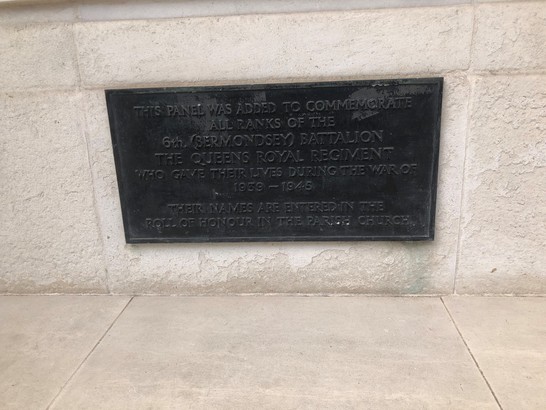 THIS PANEL WAS ADDED TO COMMEMORATE
ALL RANKS OF THE
6th. (BERMONDSEY) BATTALION
THE QUEENS ROYAL REGIMENT
WHO GAVE THEIR LIVES DURING THE WAR OF
1939 – 1945
THEIR NAMES ARE ENTERED IN THE
ROLL OF HONOUR IN THE PARISH CHURCH